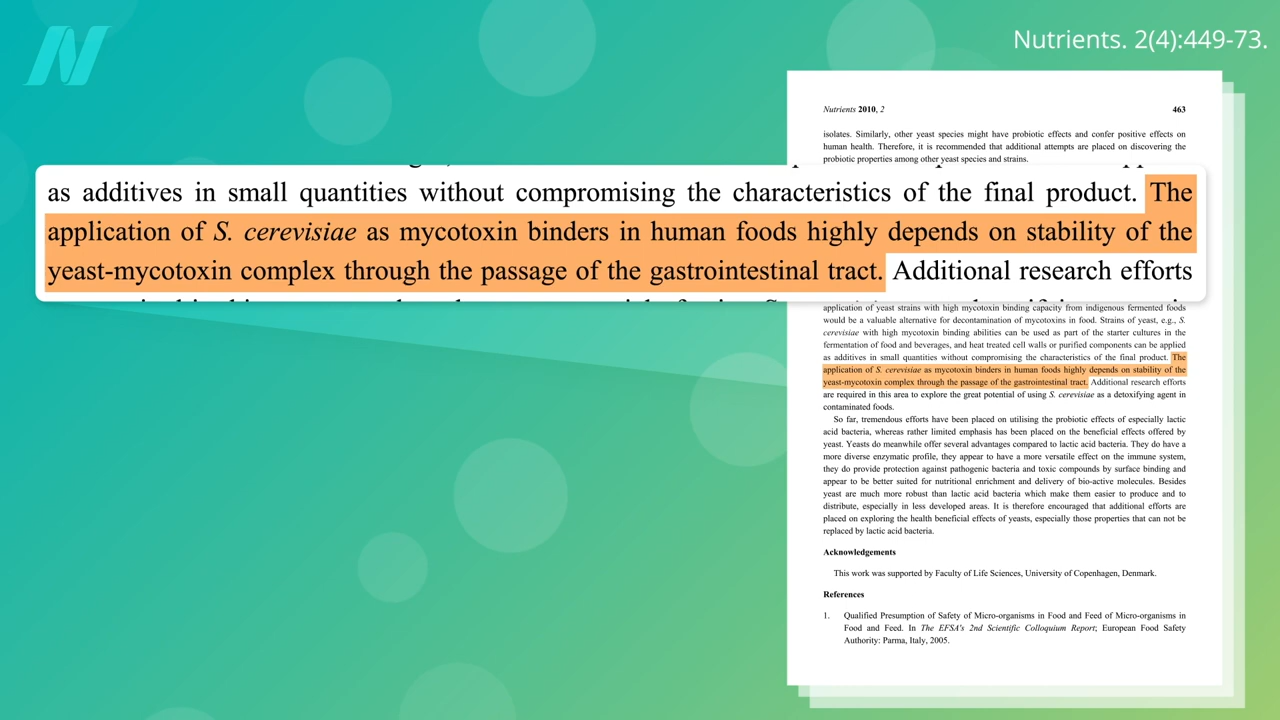 Nutrients. 2(4):449-73.
Nutrients 2010, 2 463
isolates. Similarly, other yeast species might have probiotic effects and confer positive effects on
human health. Therefore, it is recommended that additional attempts are placed on discovering the
probiotic properties among other yeast species and strains.
as additives in small quantities without compromising the characteristics of the final product. The
application of S. cerevisiae as mycotoxin binders in human foods highly depends on stability of the
yeast-mycotoxin complex through the passage of the gastrointestinal tract. Additional research efforts
application of yeast strains with high mycotoxin binding capacity from indigenous fermented foods
would be a valuable alternative for decontamination of mycotoxins in food. Strains of yeast, e.g., S.
cerevisiae with high mycotoxin binding abilities can be used as part of the starter cultures in the
fermentation of food and beverages, and heat treated cell walls or purified components can be applied
as additives in small quantities without compromising the characteristics of the final product. The
application of S. cerevisiae as mycotoxin binders in human foods highly depends on stability of the
yeast-mycotoxin complex through the passage of the gastrointestinal tract. Additional research efforts
are required in this area to explore the great potential of using S. cerevisiae as a detoxifying agent in
contaminated foods.
So far, tremendous efforts have been placed on utilising the probiotic effects of especially lactic
acid bacteria, whereas rather limited emphasis has been placed on the beneficial effects offered by
yeast. Yeasts do meanwhile offer several advantages compared to lactic acid bacteria. They do have a
more diverse enzymatic profile, they appear to have a more versatile effect on the immune system,
they do provide protection against pathogenic bacteria and toxic compounds by surface binding and
appear to be better suited for nutritional enrichment and delivery of bio-active molecules. Besides
yeast are much more robust than lactic acid bacteria which make them easier to produce and to
distribute, especially in less developed areas. It is therefore encouraged that additional efforts are
placed on exploring the health beneficial effects of yeasts, especially those properties that can not be
replaced by lactic acid bacteria.
Acknowledgements
This work was supported by Faculty of Life Sciences, University of Copenhagen, Denmark.
References
1. Qualified Presumption of Safety of Micro-organisms in Food and Feed of Micro-organisms in
Food and Feed. In The EFSA's 2nd Scientific Colloquium Report; European Food Safety
Authority: Parma, Italy, 2005.